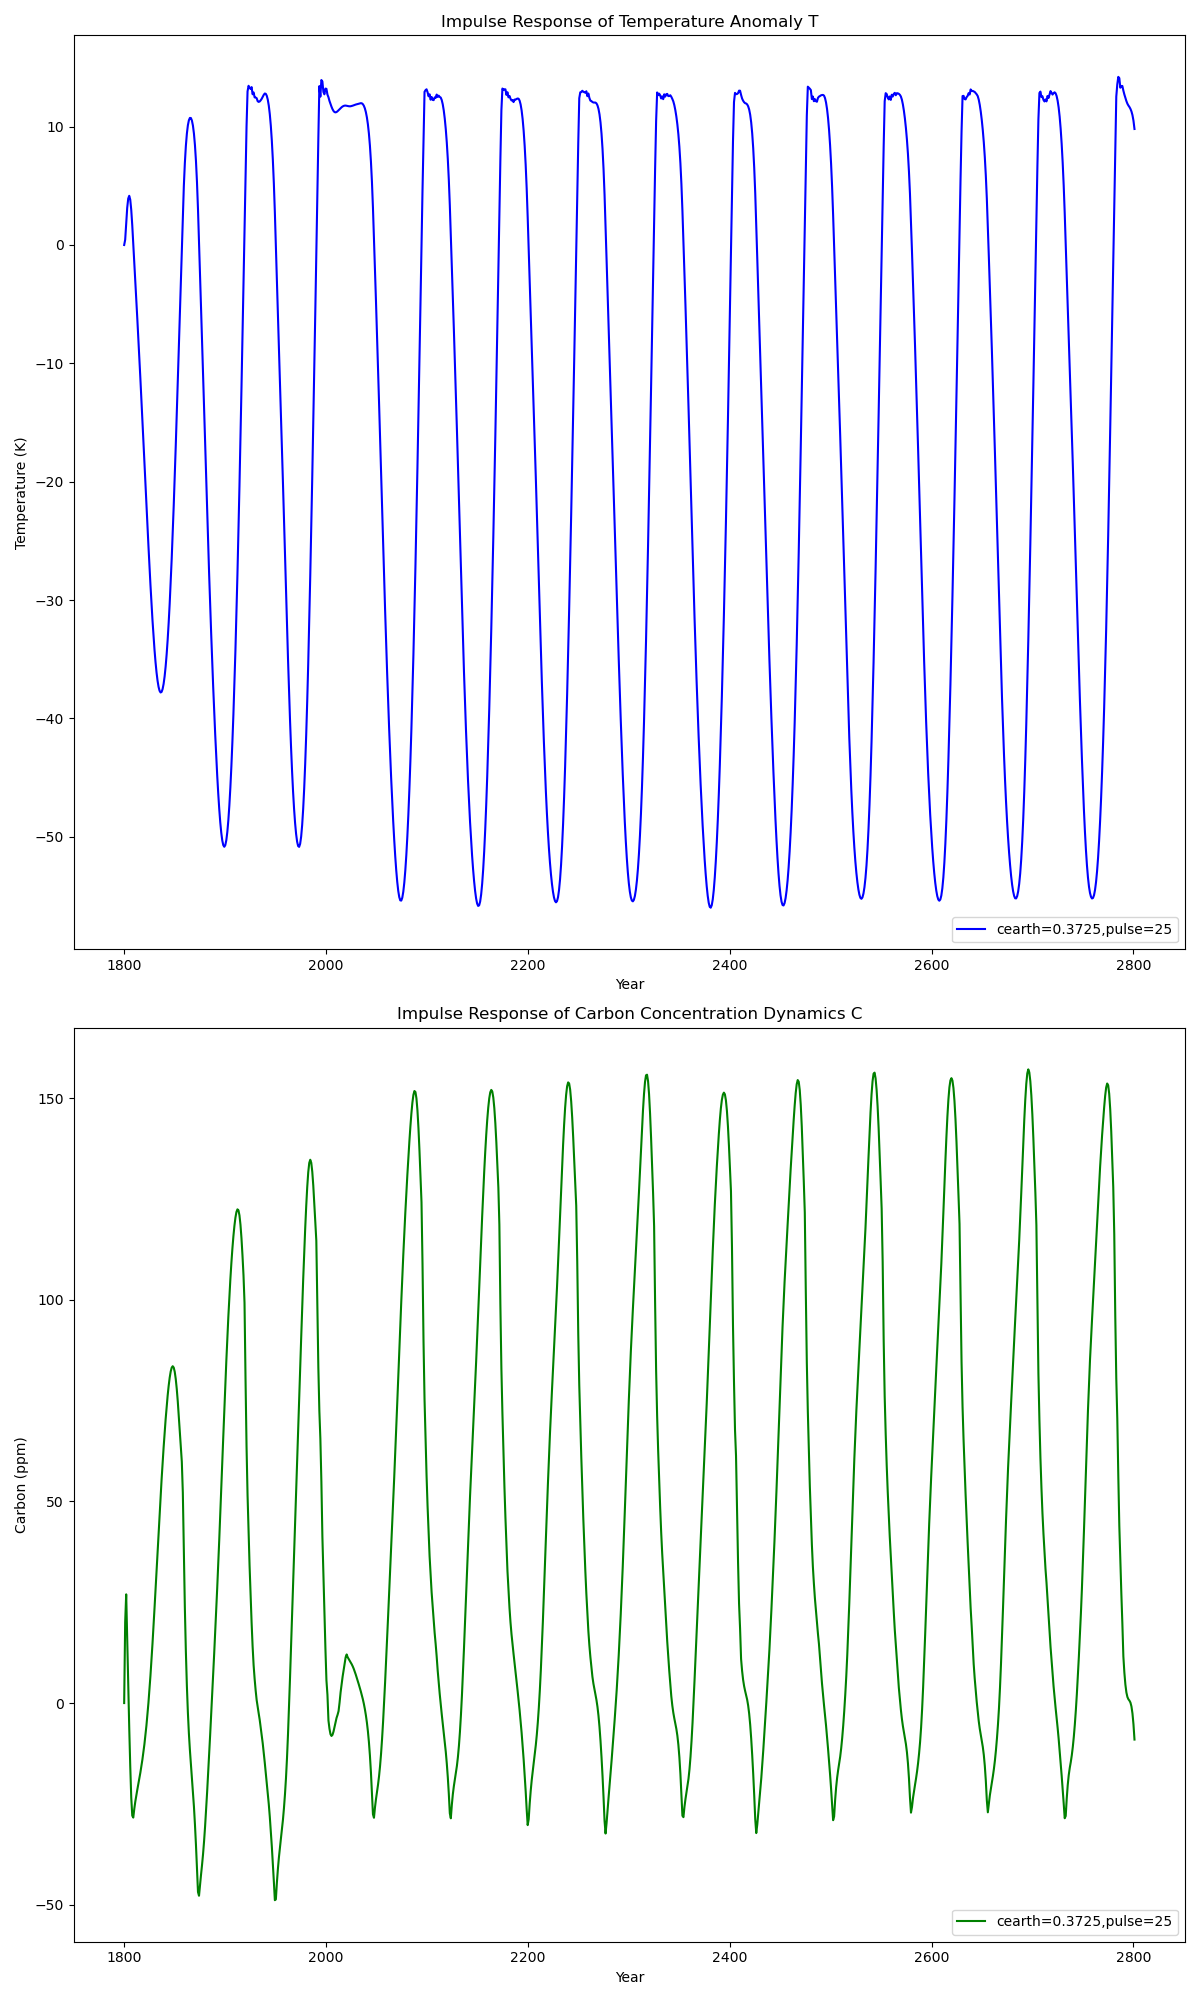 Impulse Response of Temperature Anomaly T
10
0
−10
−20
−30
−40
−50
Temperature (K)
cearth=0.3725,pulse=25
1800 2000 2200 2400 2600 2800
Year
Impulse Response of Carbon Concentration Dynamics C
150
100
50
0
−50
Carbon (ppm)
cearth=0.3725,pulse=25
1800 2000 2200 2400 2600 2800
Year